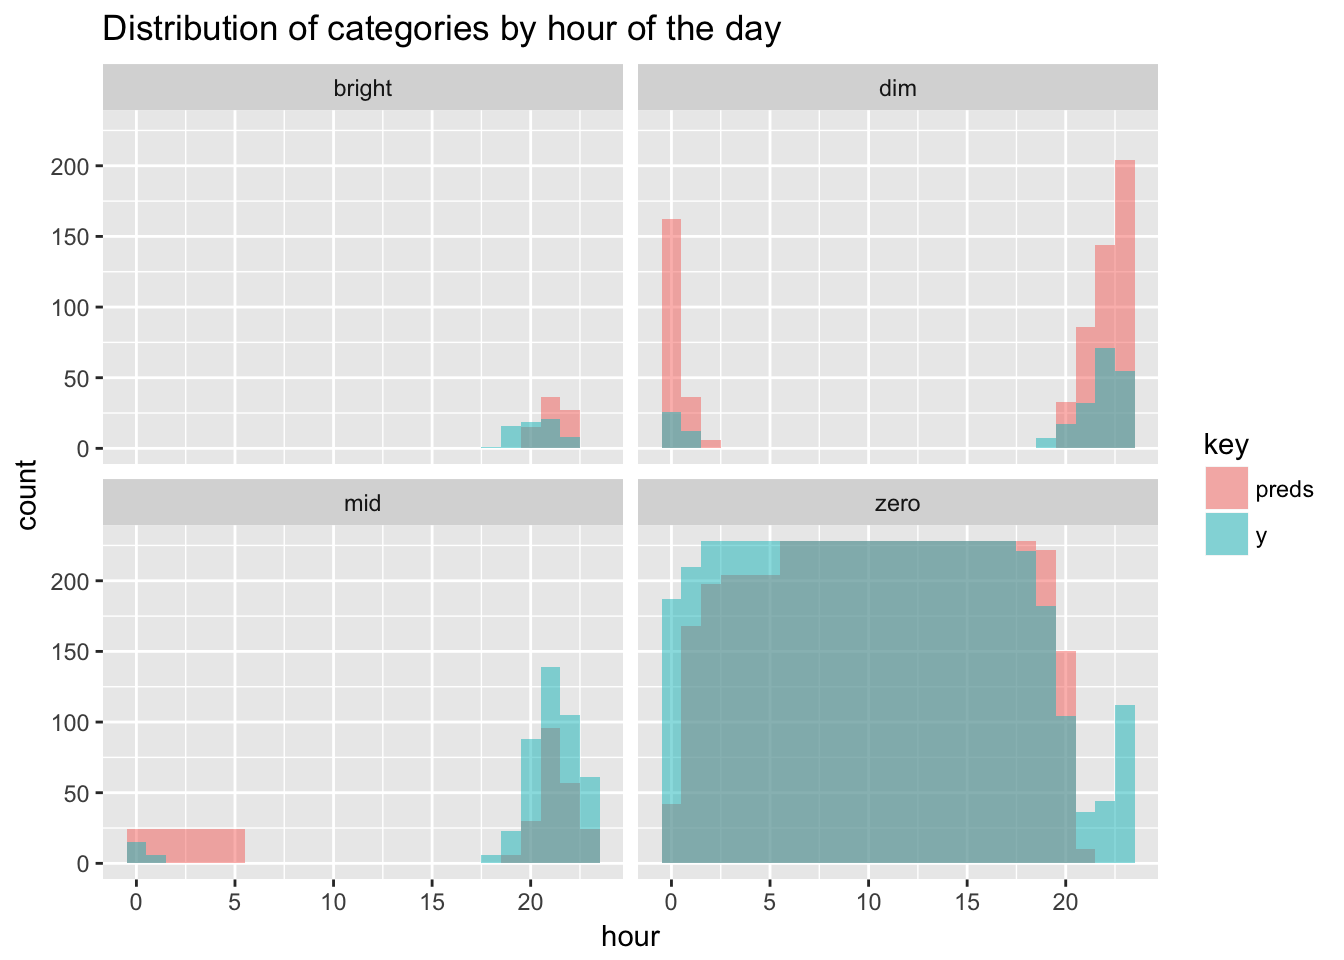 Distribution of categories by hour of the day
bright
dim
200
150
100
50
0
mid
zero
200
150
100
50
0
0 5 10 15 20
0 5 10 15 20
hour
count
key
preds
y